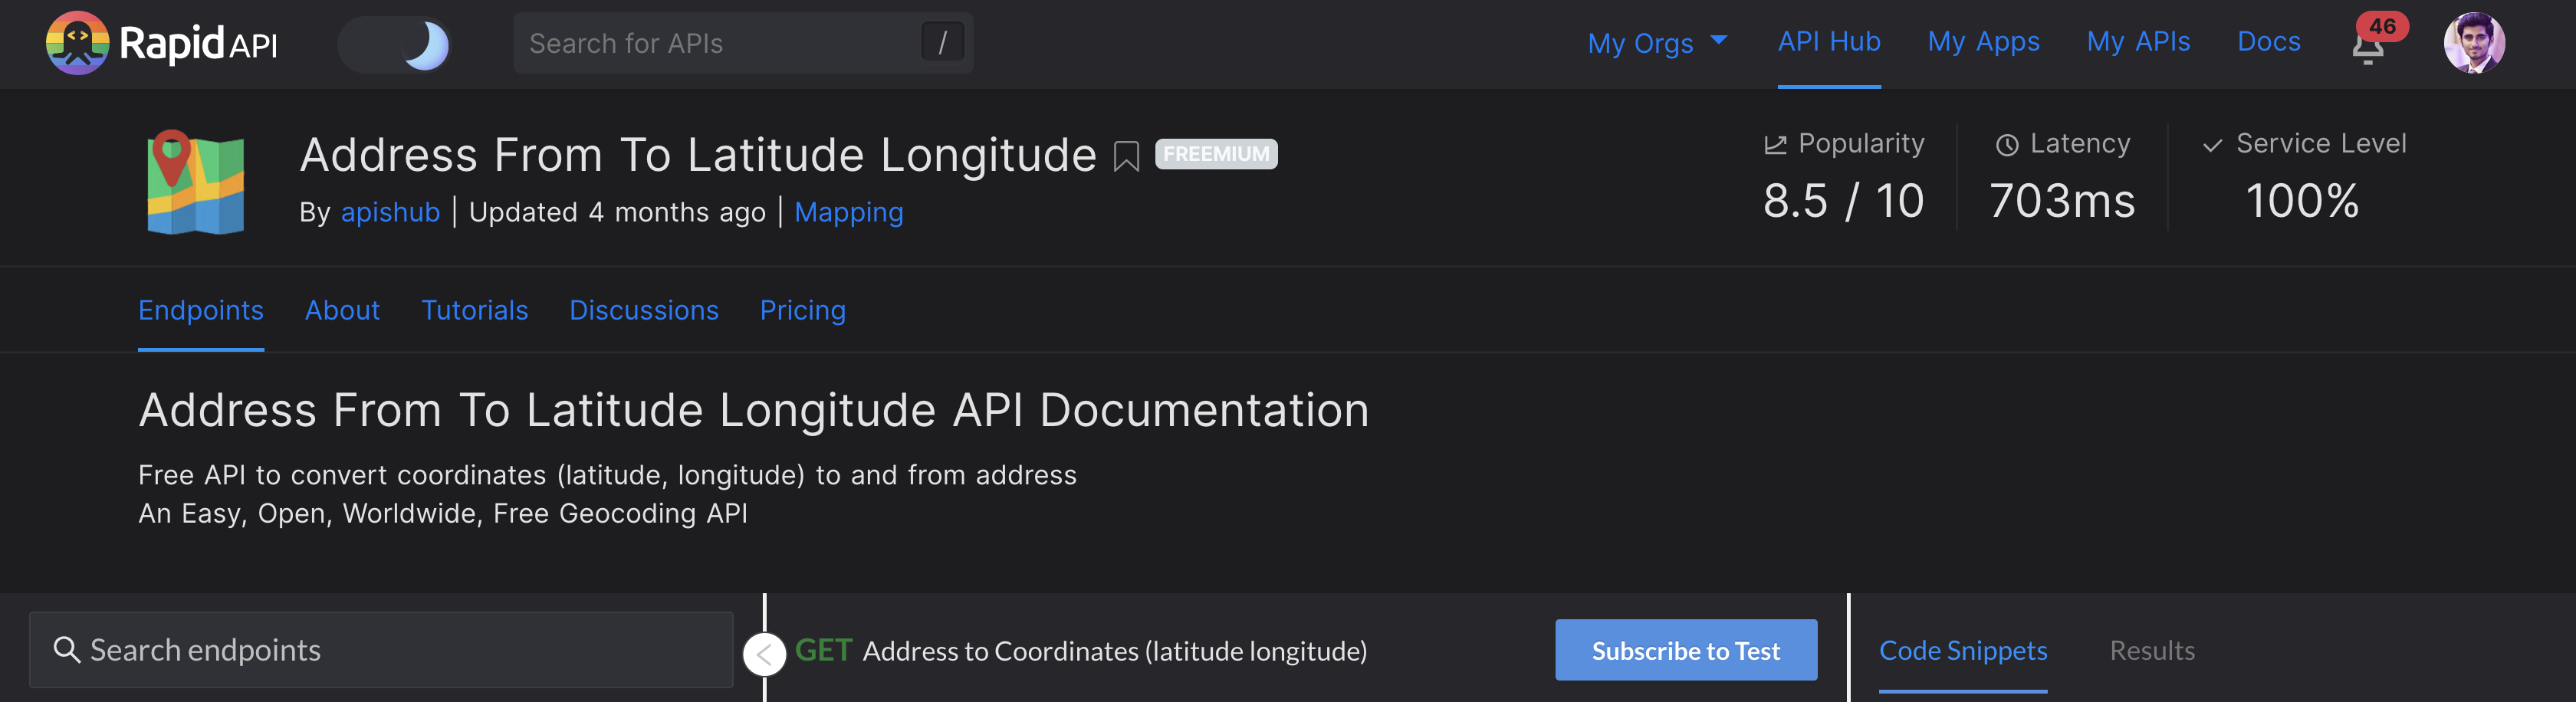 Rapid API
Search for APIs
/
My Orgs
API Hub
My Apps
My APIs
Docs
46
Address From To Latitude Longitude
FREEMIUM
By apishub | Updated 4 months ago | Mapping
Popularity
8.5 / 10
Latency
703ms
Service Level
100%
Endpoints
About
Tutorials
Discussions
Pricing
Address From To Latitude Longitude API Documentation
Free API to convert coordinates (latitude, longitude) to and from address
An Easy, Open, Worldwide, Free Geocoding API
Search endpoints
GET Address to Coordinates (latitude longitude)
Subscribe to Test
Code Snippets
Results